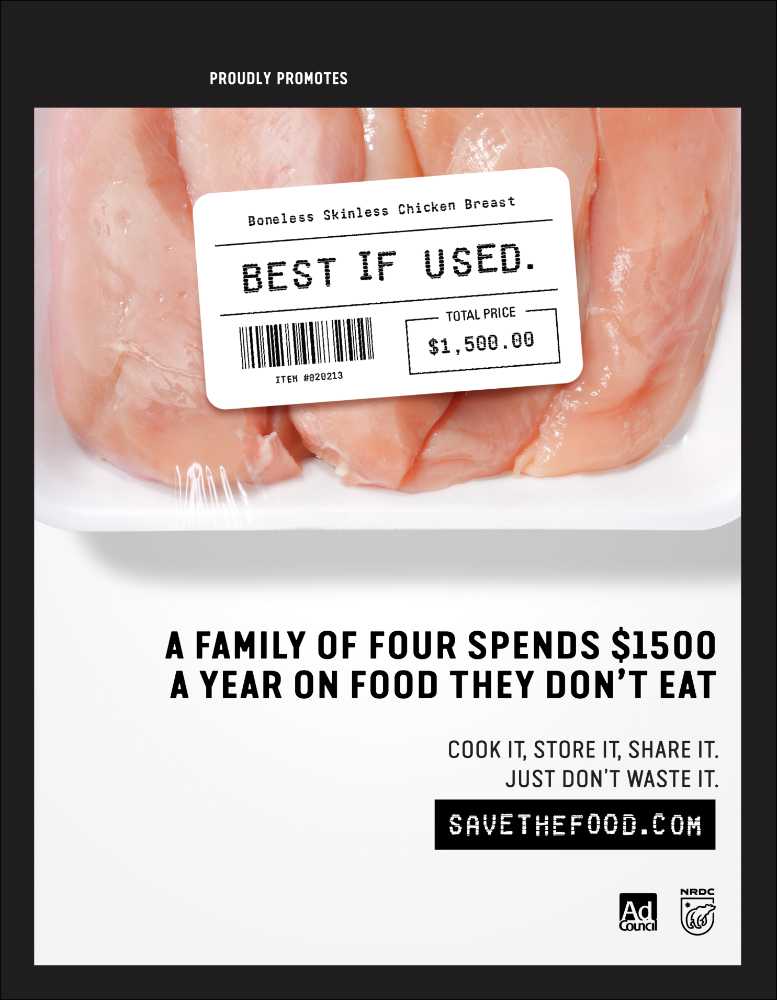 PROUDLY PROMOTES
Boneless Skinless Chicken Breast
BEST IF USED.
TOTAL PRICE
$1,500.00
ITEM #020213
A FAMILY OF FOUR SPENDS $1500
A YEAR ON FOOD THEY DON'T EAT
COOK IT, STORE IT, SHARE IT.
JUST DON'T WASTE IT.
SAVETHEFOOD.COM
Ad
Council
NRDC